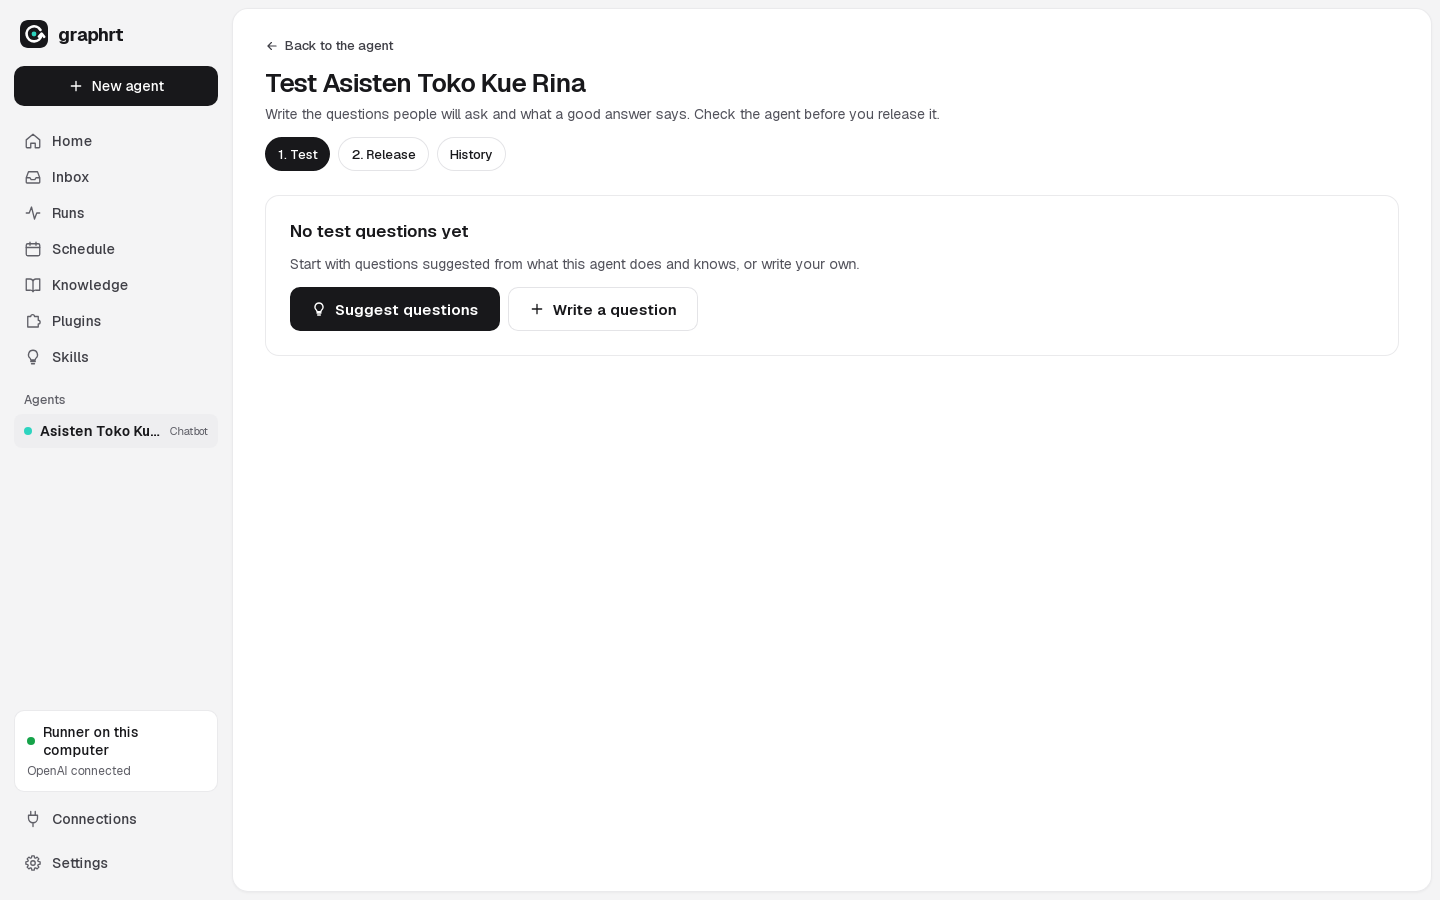 graphrt
New agent
Home
Inbox
Runs
Schedule
Knowledge
Plugins
Skills
Agents
Asisten Toko Ku... Chatbot
Runner on this
computer
OpenAI connected
Connections
Settings
Back to the agent
Test Asisten Toko Kue Rina
Write the questions people will ask and what a good answer says. Check the agent before you release it.
1. Test 2. Release History
No test questions yet
Start with questions suggested from what this agent does and knows, or write your own.
Suggest questions Write a question